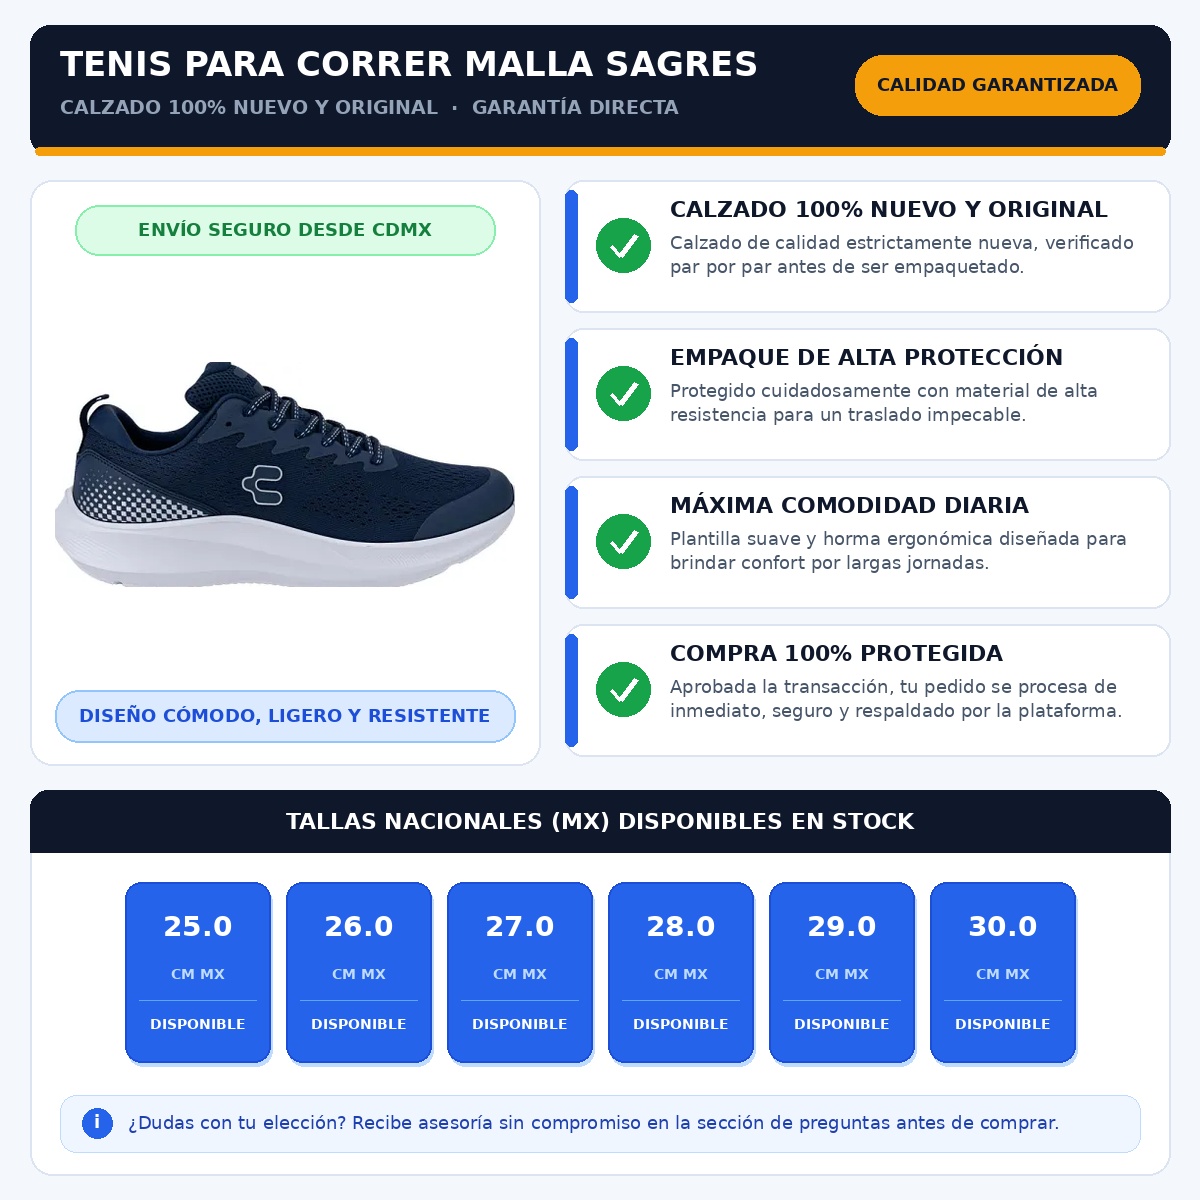 TENIS PARA CORRER MALLA SAGRES
CALZADO 100% NUEVO Y ORIGINAL · GARANTÍA DIRECTA
CALIDAD GARANTIZADA
ENVÍO SEGURO DESDE CDMX
DISEÑO CÓMODO, LIGERO Y RESISTENTE
CALZADO 100% NUEVO Y ORIGINAL
Calzado de calidad estrictamente nueva, verificado
par por par antes de ser empaquetado.
EMPAQUE DE ALTA PROTECCIÓN
Protegido cuidadosamente con material de alta
resistencia para un traslado impecable.
MÁXIMA COMODIDAD DIARIA
Plantilla suave y horma ergonómica diseñada para
brindar confort por largas jornadas.
COMPRA 100% PROTEGIDA
Aprobada la transacción, tu pedido se procesa de
inmediato, seguro y respaldado por la plataforma.
TALLAS NACIONALES (MX) DISPONIBLES EN STOCK
25.0
CM MX
DISPONIBLE
26.0
CM MX
DISPONIBLE
27.0
CM MX
DISPONIBLE
28.0
CM MX
DISPONIBLE
29.0
CM MX
DISPONIBLE
30.0
CM MX
DISPONIBLE
i ¿Dudas con tu elección? Recibe asesoría sin compromiso en la sección de preguntas antes de comprar.